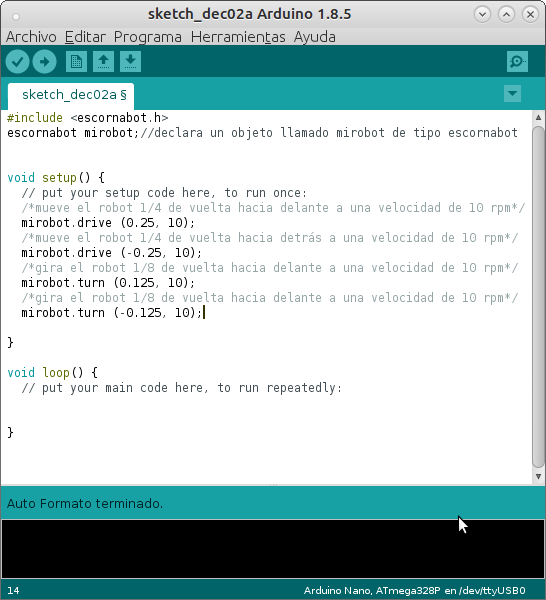 sketch_dec02a Arduino 1.8.5
Archivo Editar Programa Herramientas Ayuda
sketch_dec02a §
#include <escornabot.h>
escornabot mirobot;//declara un objeto llamado mirobot de tipo escornabot
void setup() {
// put your setup code here, to run once:
/*mueve el robot 1/4 de vuelta hacia delante a una velocidad de 10 rpm*/
mirobot.drive (0.25, 10);
/*mueve el robot 1/4 de vuelta hacia detrás a una velocidad de 10 rpm*/
mirobot.drive (-0.25, 10);
/*gira el robot 1/8 de vuelta hacia delante a una velocidad de 10 rpm*/
mirobot.turn (0.125, 10);
/*gira el robot 1/8 de vuelta hacia delante a una velocidad de 10 rpm*/
mirobot.turn (-0.125, 10);
}
void loop() {
// put your main code here, to run repeatedly:
}
Auto Formato terminado.
14 Arduino Nano, ATmega328P en /dev/ttyUSB0